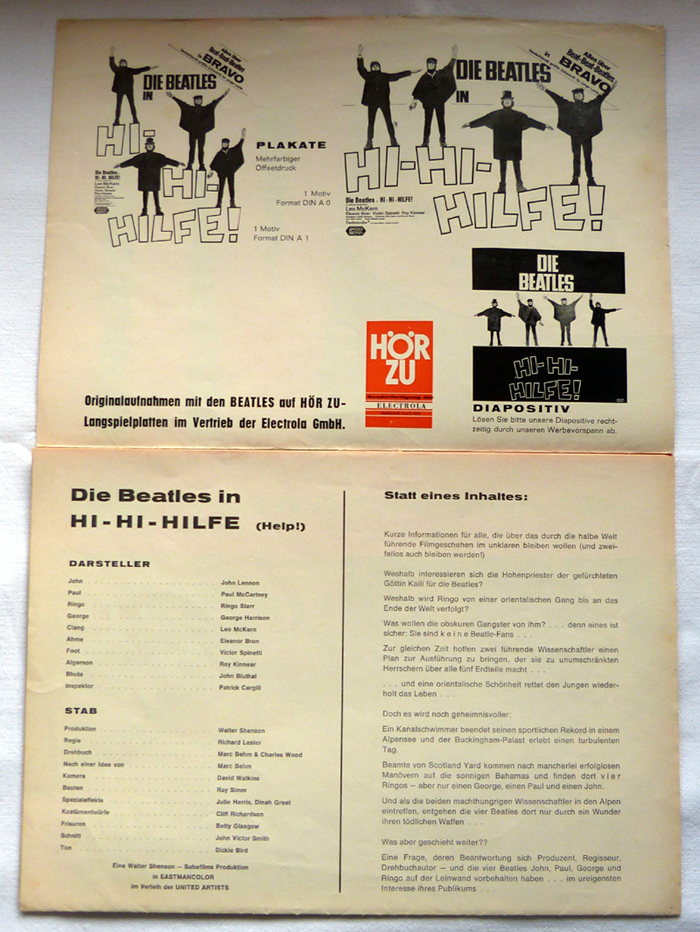 DIE BEATLES
IN
Alles über
Beat-Beat-Beatles
in BRAVO
HI-
HI-
HILFE!
Die Beatles
HI-HI-HILFE!
Leo McKern
PLAKATE
Mehrfarbiger
Offsetdruck
1 Motiv
Format DIN A 0
1 Motiv
Format DIN A 1
DIE BEATLES
IN
Alles über
Beat-Beat-Beatles
in BRAVO
HI-HI-
HILFE!
Die Beatles · HI-HI-HILFE!
Leo McKern
Eleanor Bron Victor Spinetti Roy Kinnear
DIE
BEATLES
HI-HI-
HILFE!
DIAPOSITIV
Lösen Sie bitte unsere Diapositive recht-
zeitig durch unseren Werbevorspann ab.
HÖR
ZU
ELECTROLA
Originalaufnahmen mit den BEATLES auf HÖR ZU-
Langspielplatten im Vertrieb der Electrola GmbH.
Die Beatles in
HI-HI-HILFE (Help!)
DARSTELLER
John . . . John Lennon
Paul . . . Paul McCartney
Ringo . . . Ringo Starr
George . . . George Harrison
Clang . . . Leo McKern
Ahme . . . Eleanor Bron
Foot . . . Victor Spinetti
Algernon . . . Roy Kinnear
Bhuta . . . John Bluthal
Inspektor . . . Patrick Cargill
STAB
Produktion . . . Walter Shenson
Regie . . . Richard Lester
Drehbuch . . . Marc Behm & Charles Wood
Nach einer Idee von . . . Marc Behm
Kamera . . . David Watkins
Bauten . . . Ray Simm
Spezialeffekte . . . Julie Harris, Dinah Greet
Kostümentwürfe . . . Cliff Richardson
Frisuren . . . Betty Glasgow
Schnitt . . . John Victor Smith
Ton . . . Dickie Bird
Eine Walter Shenson — Subafilms Produktion
in EASTMANCOLOR
im Verleih der UNITED ARTISTS
Statt eines Inhaltes:
Kurze Informationen für alle, die über das durch die halbe Welt
führende Filmgeschehen im unklaren bleiben wollen (und zwei-
fellos auch bleiben werden!)
Weshalb interessieren sich die Hohenpriester der gefürchteten
Göttin Kaili für die Beatles?
Weshalb wird Ringo von einer orientalischen Gang bis an das
Ende der Welt verfolgt?
Was wollen die obskuren Gangster von ihm? . . . denn eines ist
sicher: Sie sind k e i n e Beatle-Fans . . .
Zur gleichen Zeit hoffen zwei führende Wissenschaftler einen
Plan zur Ausführung zu bringen, der sie zu unumschränkten
Herrschern über alle fünf Erdteile macht . . .
. . . und eine orientalische Schönheit rettet den Jungen wieder-
holt das Leben . . .
Doch es wird noch geheimnisvoller:
Ein Kanalschwimmer beendet seinen sportlichen Rekord in einem
Alpensee und der Buckingham-Palast erlebt einen turbulenten
Tag.
Beamte von Scotland Yard kommen nach mancherlei erfolglosen
Manövern auf die sonnigen Bahamas und finden dort v i e r
Ringos — aber nur einen George, einen Paul und einen John.
Und als die beiden machthungrigen Wissenschaftler in den Alpen
eintreffen, entgehen die vier Beatles dort nur durch ein Wunder
ihren tödlichen Waffen . . .
Was aber geschieht weiter??
Eine Frage, deren Beantwortung sich Produzent, Regisseur,
Drehbuchautor — und die vier Beatles John, Paul, George und
Ringo auf der Leinwand vorbehalten haben . . . im ureigensten
Interesse ihres Publikums . . .